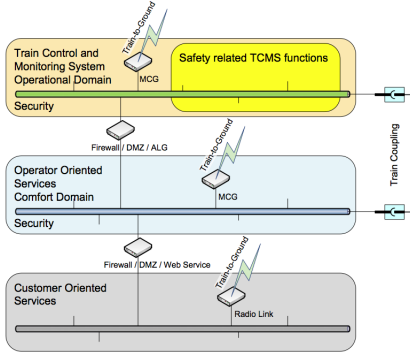 Train-to-Ground
Train Control and
Monitoring System
Operational Domain
MCG
Safety related TCMS functions
Security
Firewall / DMZ / ALG
Train Coupling
Train-to-Ground
Operator Oriented
Services
Comfort Domain
MCG
Security
Firewall / DMZ / Web Service
Train-to-Ground
Customer Oriented
Services
Radio Link